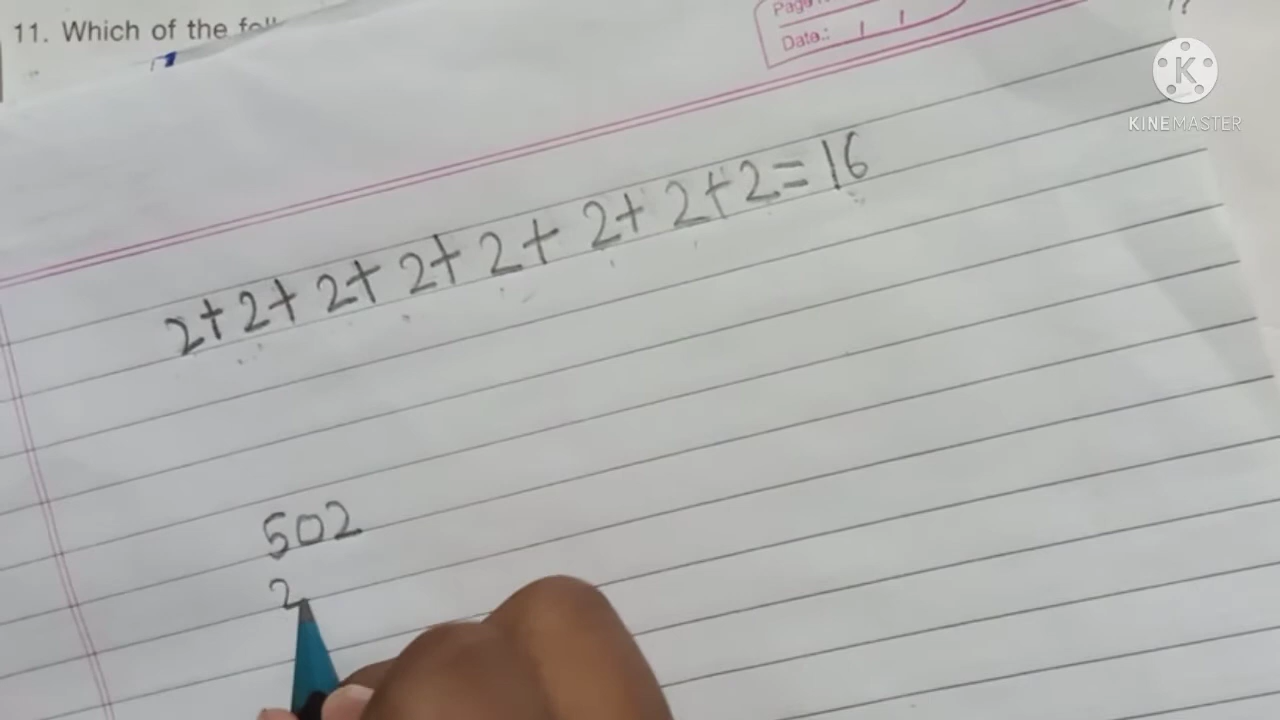 11. Which of the
Page
Date:
KINEMASTER
2+2+2+2+2+2+2+2=16
502
2